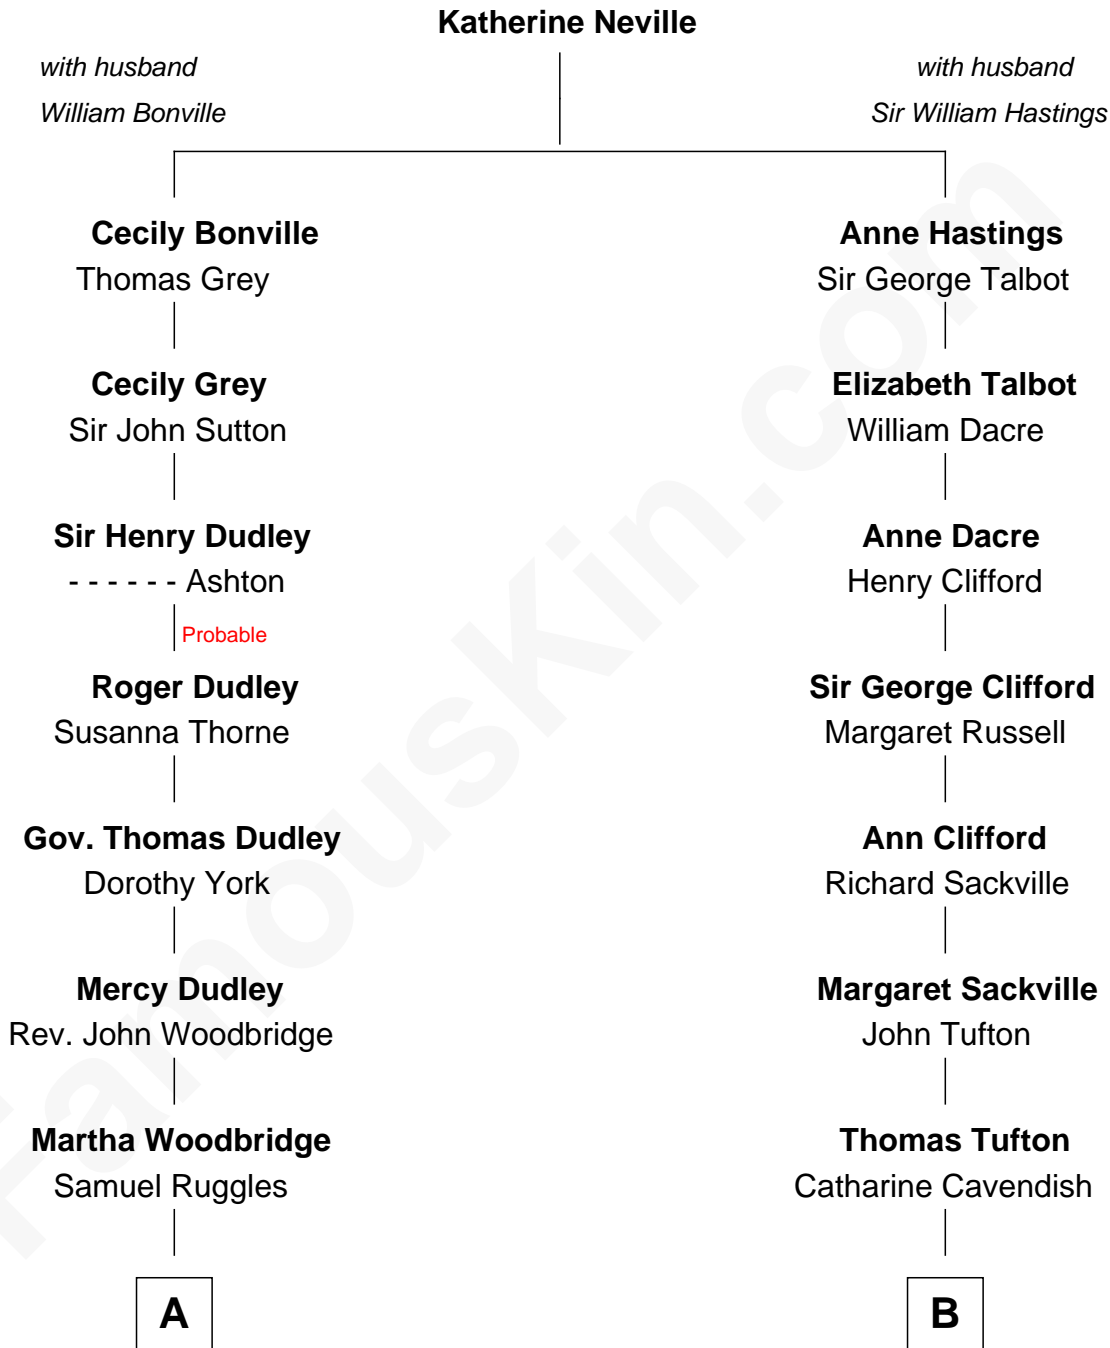 Katherine Neville
with husband
William Bonville
with husband
Sir William Hastings
Cecily Bonville
Thomas Grey
Anne Hastings
Sir George Talbot
Cecily Grey
Sir John Sutton
Elizabeth Talbot
William Dacre
Sir Henry Dudley
- - - - - - Ashton
Anne Dacre
Henry Clifford
Probable
Roger Dudley
Susanna Thorne
Sir George Clifford
Margaret Russell
Gov. Thomas Dudley
Dorothy York
Ann Clifford
Richard Sackville
Mercy Dudley
Rev. John Woodbridge
Margaret Sackville
John Tufton
Martha Woodbridge
Samuel Ruggles
Thomas Tufton
Catharine Cavendish
A
B
FamousKin.com